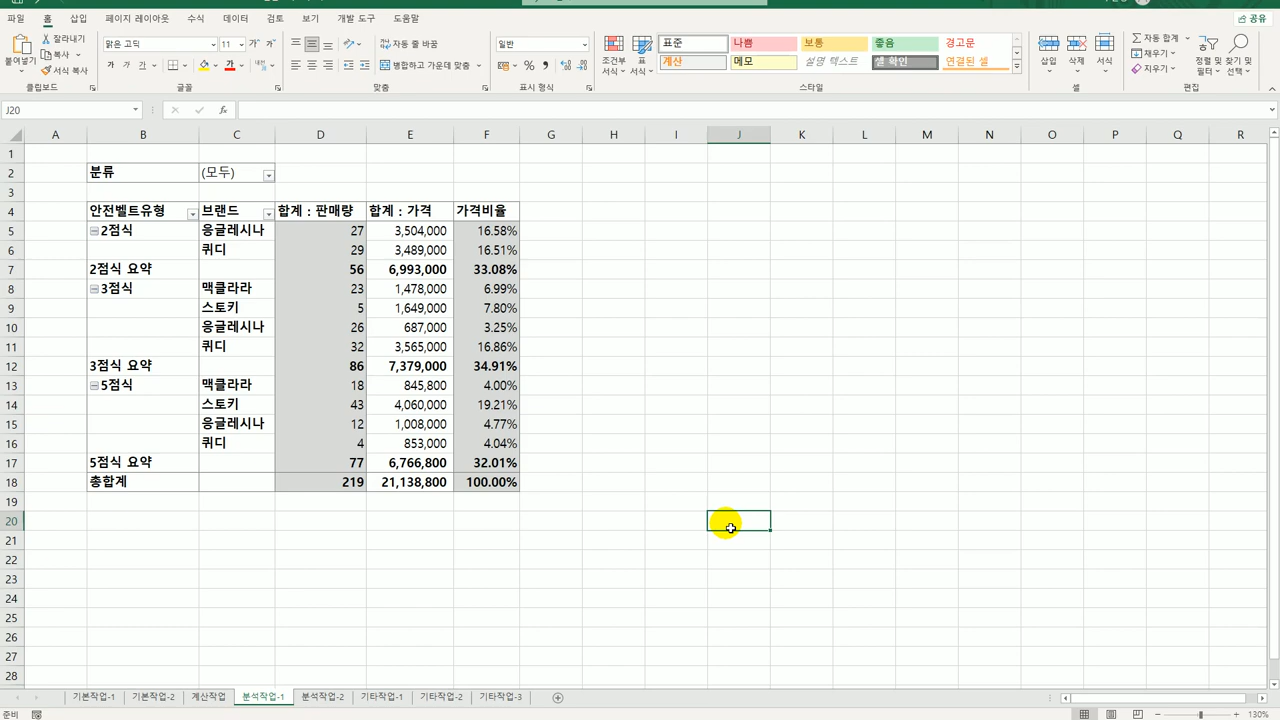 파일 홈 삽입 페이지 레이아웃 수식 데이터 검토 보기 개발 도구 도움말 공유
붙여넣기 잘라내기 복사 서식 복사 클립보드
맑은 고딕 11 가 가 가 글꼴
자동 줄 바꿈 병합하고 가운데 맞춤 맞춤
일반 % 표시 형식
조건부 서식 표 서식 표준 나쁨 보통 좋음 경고문
계산 메모 설명 텍스트 셀 확인 연결된 셀 스타일
삽입 삭제 서식 셀
자동 합계 채우기 지우기 정렬 및 필터 찾기 및 선택 편집
J20 fx
A B C D E F G H I J K L M N O P Q R
1
2 분류 (모두)
3
4 안전벨트유형 브랜드 합계 : 판매량 합계 : 가격 가격비율
5 2점식 응글레시나 27 3,504,000 16.58%
6 퀴디 29 3,489,000 16.51%
7 2점식 요약 56 6,993,000 33.08%
8 3점식 맥클라라 23 1,478,000 6.99%
9 스토키 5 1,649,000 7.80%
10 응글레시나 26 687,000 3.25%
11 퀴디 32 3,565,000 16.86%
12 3점식 요약 86 7,379,000 34.91%
13 5점식 맥클라라 18 845,800 4.00%
14 스토키 43 4,060,000 19.21%
15 응글레시나 12 1,008,000 4.77%
16 퀴디 4 853,000 4.04%
17 5점식 요약 77 6,766,800 32.01%
18 총합계 219 21,138,800 100.00%
19
20
21
22
23
24
25
26
27
28
기본작업-1 기본작업-2 계산작업 분석작업-1 분석작업-2 기타작업-1 기타작업-2 기타작업-3
준비 130%